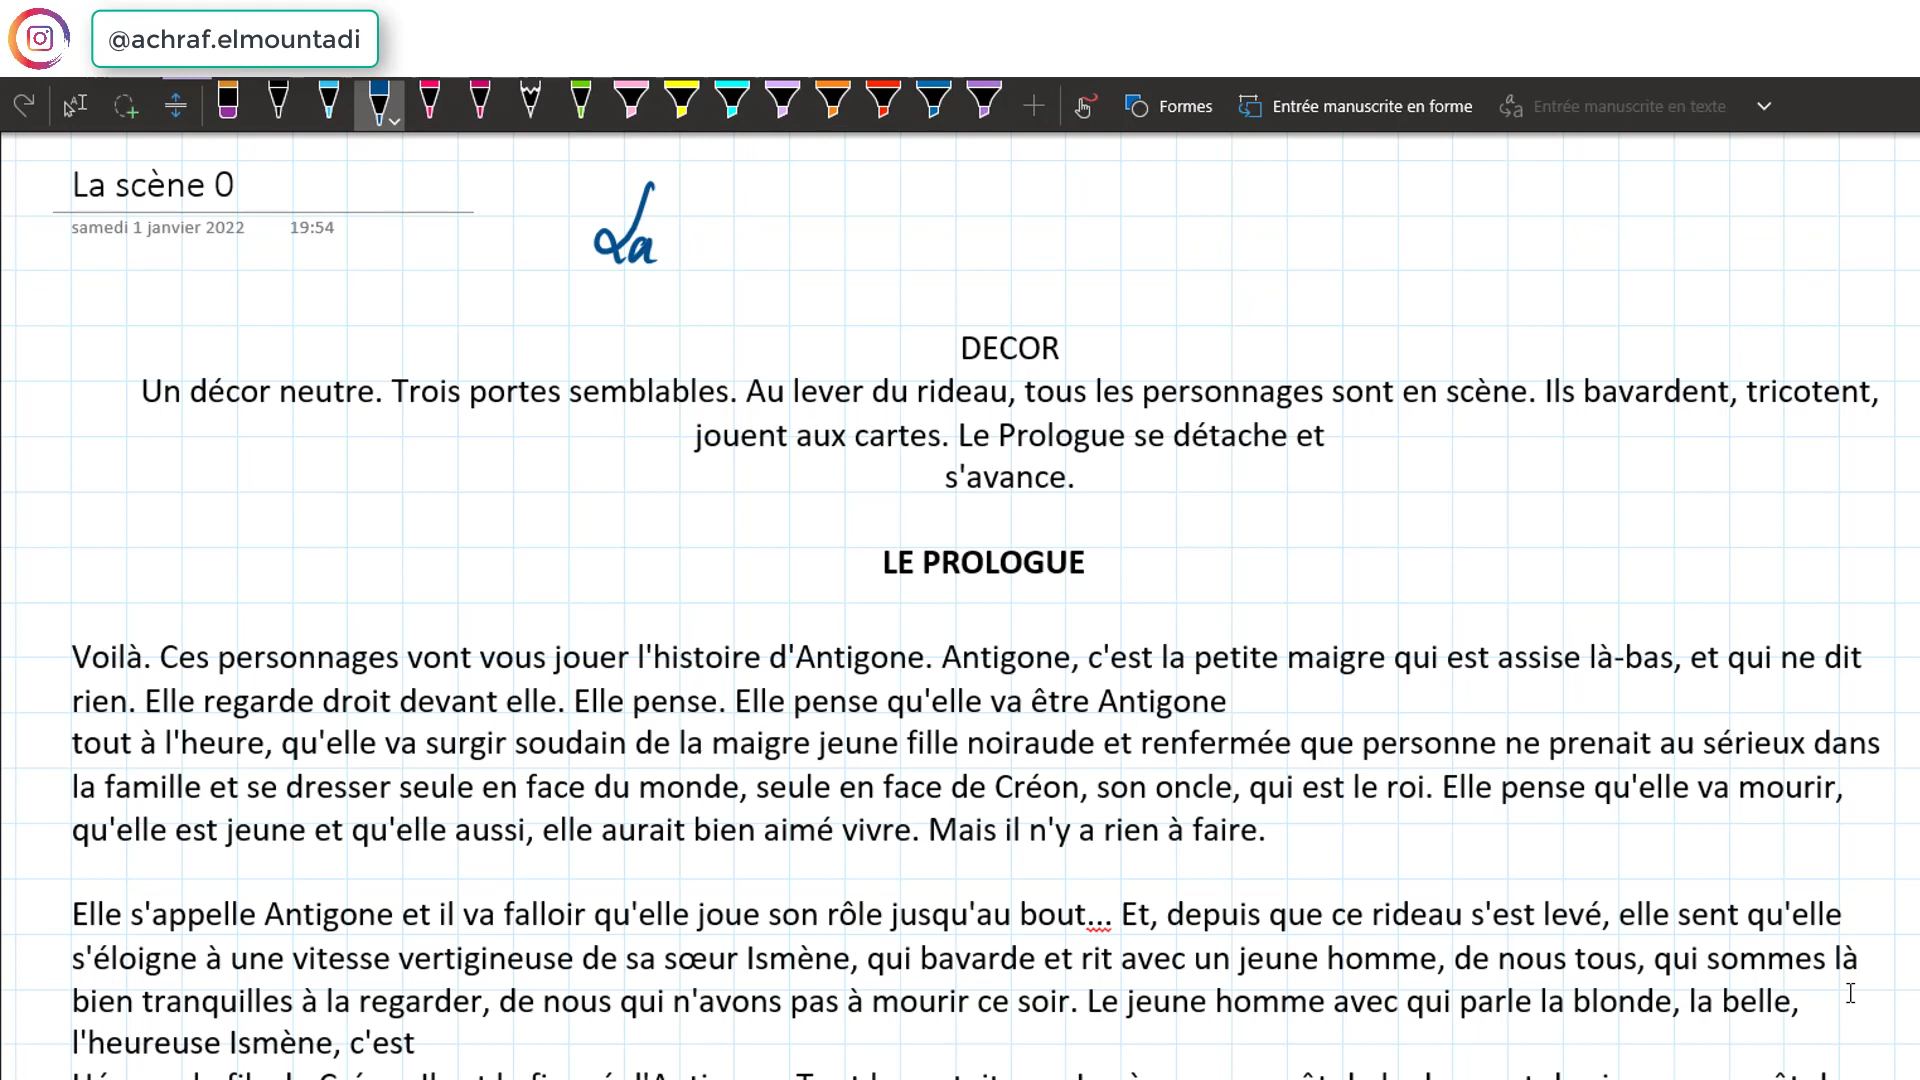 @achraf.elmountadi
Formes
Entrée manuscrite en forme
Entrée manuscrite en texte
La scène 0
samedi 1 janvier 2022 19:54
La
DECOR
Un décor neutre. Trois portes semblables. Au lever du rideau, tous les personnages sont en scène. Ils bavardent, tricotent,
jouent aux cartes. Le Prologue se détache et
s'avance.
LE PROLOGUE
Voilà. Ces personnages vont vous jouer l'histoire d'Antigone. Antigone, c'est la petite maigre qui est assise là-bas, et qui ne dit
rien. Elle regarde droit devant elle. Elle pense. Elle pense qu'elle va être Antigone
tout à l'heure, qu'elle va surgir soudain de la maigre jeune fille noiraude et renfermée que personne ne prenait au sérieux dans
la famille et se dresser seule en face du monde, seule en face de Créon, son oncle, qui est le roi. Elle pense qu'elle va mourir,
qu'elle est jeune et qu'elle aussi, elle aurait bien aimé vivre. Mais il n'y a rien à faire.
Elle s'appelle Antigone et il va falloir qu'elle joue son rôle jusqu'au bout... Et, depuis que ce rideau s'est levé, elle sent qu'elle
s'éloigne à une vitesse vertigineuse de sa sœur Ismène, qui bavarde et rit avec un jeune homme, de nous tous, qui sommes là
bien tranquilles à la regarder, de nous qui n'avons pas à mourir ce soir. Le jeune homme avec qui parle la blonde, la belle,
l'heureuse Ismène, c'est